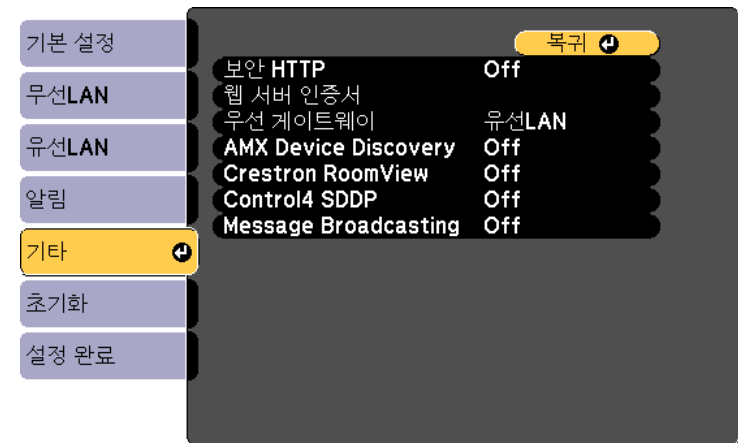 기본 설정
무선LAN
유선LAN
알림
기타
초기화
설정 완료
복귀
보안 HTTP Off
웹 서버 인증서
우선 게이트웨이 유선LAN
AMX Device Discovery Off
Crestron RoomView Off
Control4 SDDP Off
Message Broadcasting Off